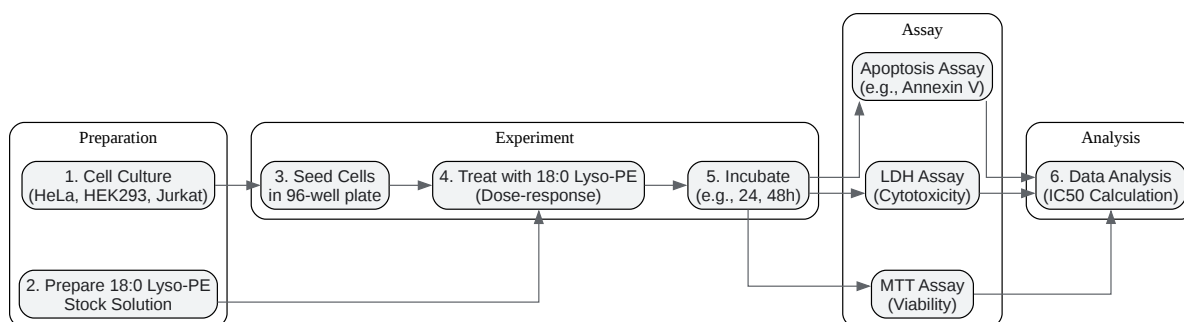 Preparation
1. Cell Culture
(HeLa, HEK293, Jurkat)
2. Prepare 18:0 Lyso-PE
Stock Solution
Experiment
3. Seed Cells
in 96-well plate
4. Treat with 18:0 Lyso-PE
(Dose-response)
5. Incubate
(e.g., 24, 48h)
Assay
Apoptosis Assay
(e.g., Annexin V)
LDH Assay
(Cytotoxicity)
MTT Assay
(Viability)
Analysis
6. Data Analysis
(IC50 Calculation)